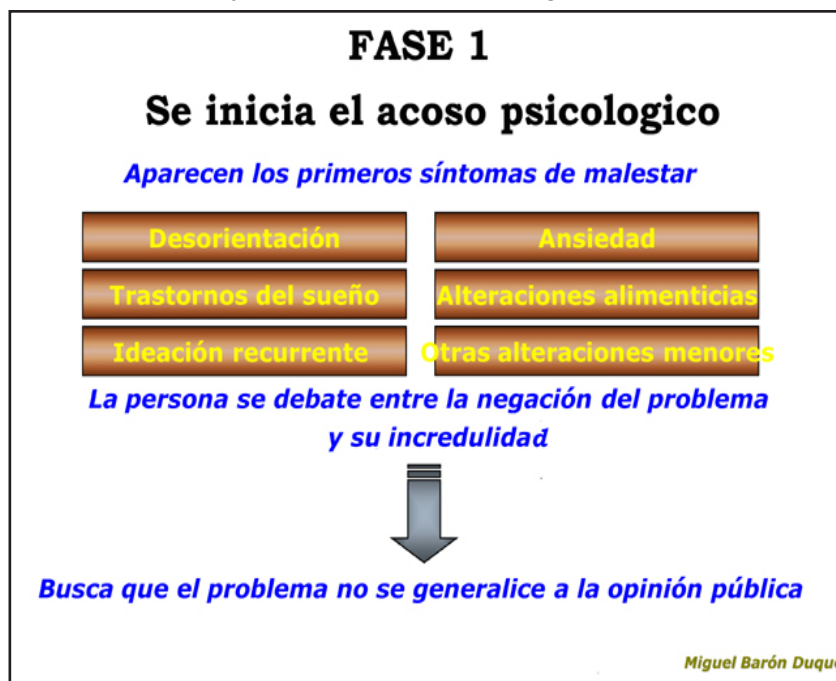 FASE 1
Se inicia el acoso psicologico
Aparecen los primeros síntomas de malestar
Desorientación
Ansiedad
Trastornos del sueño
Alteraciones alimenticias
Ideación recurrente
Otras alteraciones menores
La persona se debate entre la negación del problema
y su incredulidad
Busca que el problema no se generalice a la opinión pública
Miguel Barón Duque